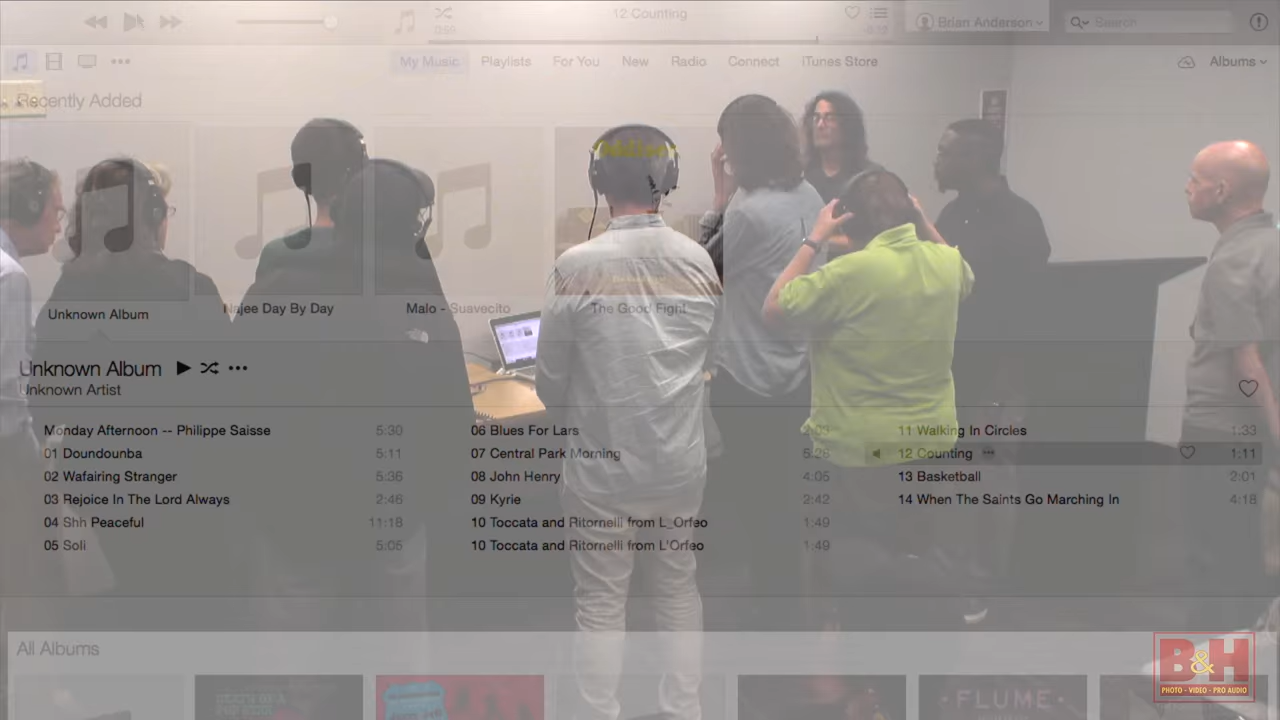 12 Counting
Brian Anderson
Search
0:59
My Music Playlists For You New Radio Connect iTunes Store
Albums
Recently Added
Unknown Album
Najee Day By Day
Malo - Suavecito
The Good Fight
Unknown Album
Unknown Artist
Monday Afternoon -- Philippe Saisse 5:30
01 Doundounba 5:11
02 Wafairing Stranger 5:36
03 Rejoice In The Lord Always 2:46
04 Shh Peaceful 11:18
05 Soli 5:05
06 Blues For Lars
07 Central Park Morning 5:28
08 John Henry 4:05
09 Kyrie 2:42
10 Toccata and Ritornelli from L_Orfeo 1:49
10 Toccata and Ritornelli from L'Orfeo 1:49
11 Walking In Circles 1:33
12 Counting 1:11
13 Basketball 2:01
14 When The Saints Go Marching In 4:18
All Albums
FLUME
B&H
PHOTO - VIDEO - PRO AUDIO